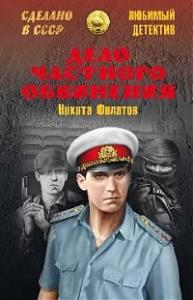 СДЕЛАНО
В СССР
ЛЮБИМЫЙ
ДЕТЕКТИВ
ДЕЛО
ЧАСТНОГО
ОБВИНЕНИЯ
Никита Филатов